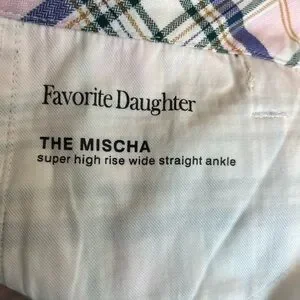 Favorite Daughter
THE MISCHA
super high rise wide straight ankle